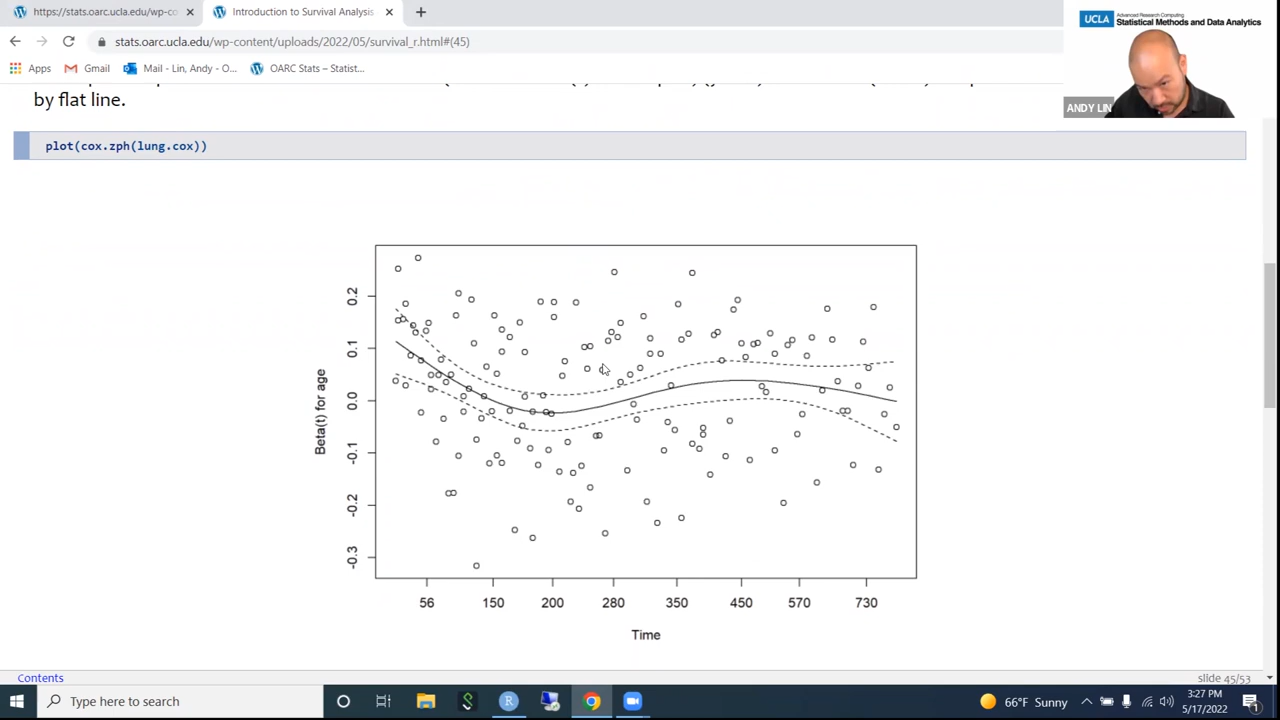 https://stats.oarc.ucla.edu/wp-co
Introduction to Survival Analysis
stats.oarc.ucla.edu/wp-content/uploads/2022/05/survival_r.html#(45)
Apps
Gmail
Mail - Lin, Andy - O...
OARC Stats – Statist...
UCLA
Advanced Research Computing
Statistical Methods and Data Analytics
ANDY LIN
by flat line.
plot(cox.zph(lung.cox))
Beta(t) for age
0.2
0.1
0.0
-0.1
-0.2
-0.3
56 150 200 280 350 450 570 730
Time
Contents
slide 45/53
Type here to search
66°F Sunny
3:27 PM
5/17/2022
1